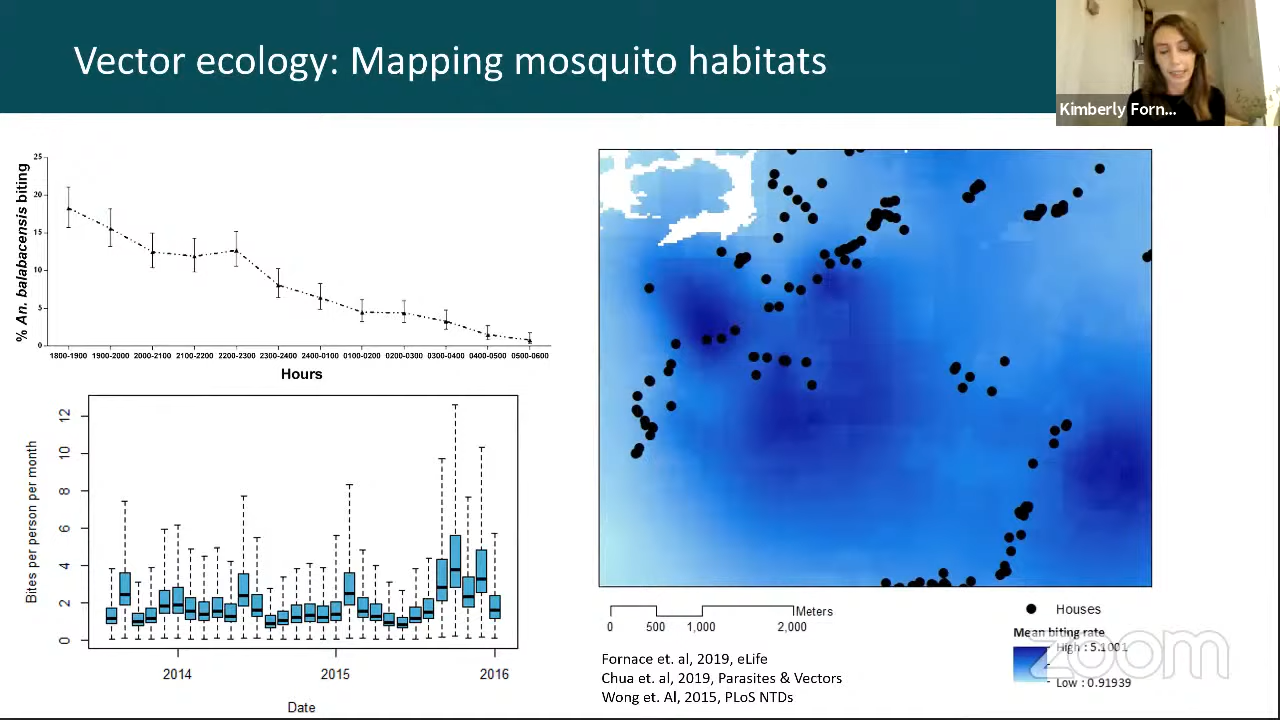 Vector ecology: Mapping mosquito habitats
Kimberly Forn...
25
20
15
10
5
0
% An. balabacensis biting
1800-1900 1900-2000 2000-2100 2100-2200 2200-2300 2300-2400 2400-0100 0100-0200 0200-0300 0300-0400 0400-0500 0500-0600
Hours
12
10
8
6
4
2
0
Bites per person per month
2014 2015 2016
Date
Meters
0 500 1,000 2,000
Houses
Mean biting rate
High : 5.1001
Low : 0.91939
Fornace et. al, 2019, eLife
Chua et. al, 2019, Parasites & Vectors
Wong et. Al, 2015, PLoS NTDs
zoom